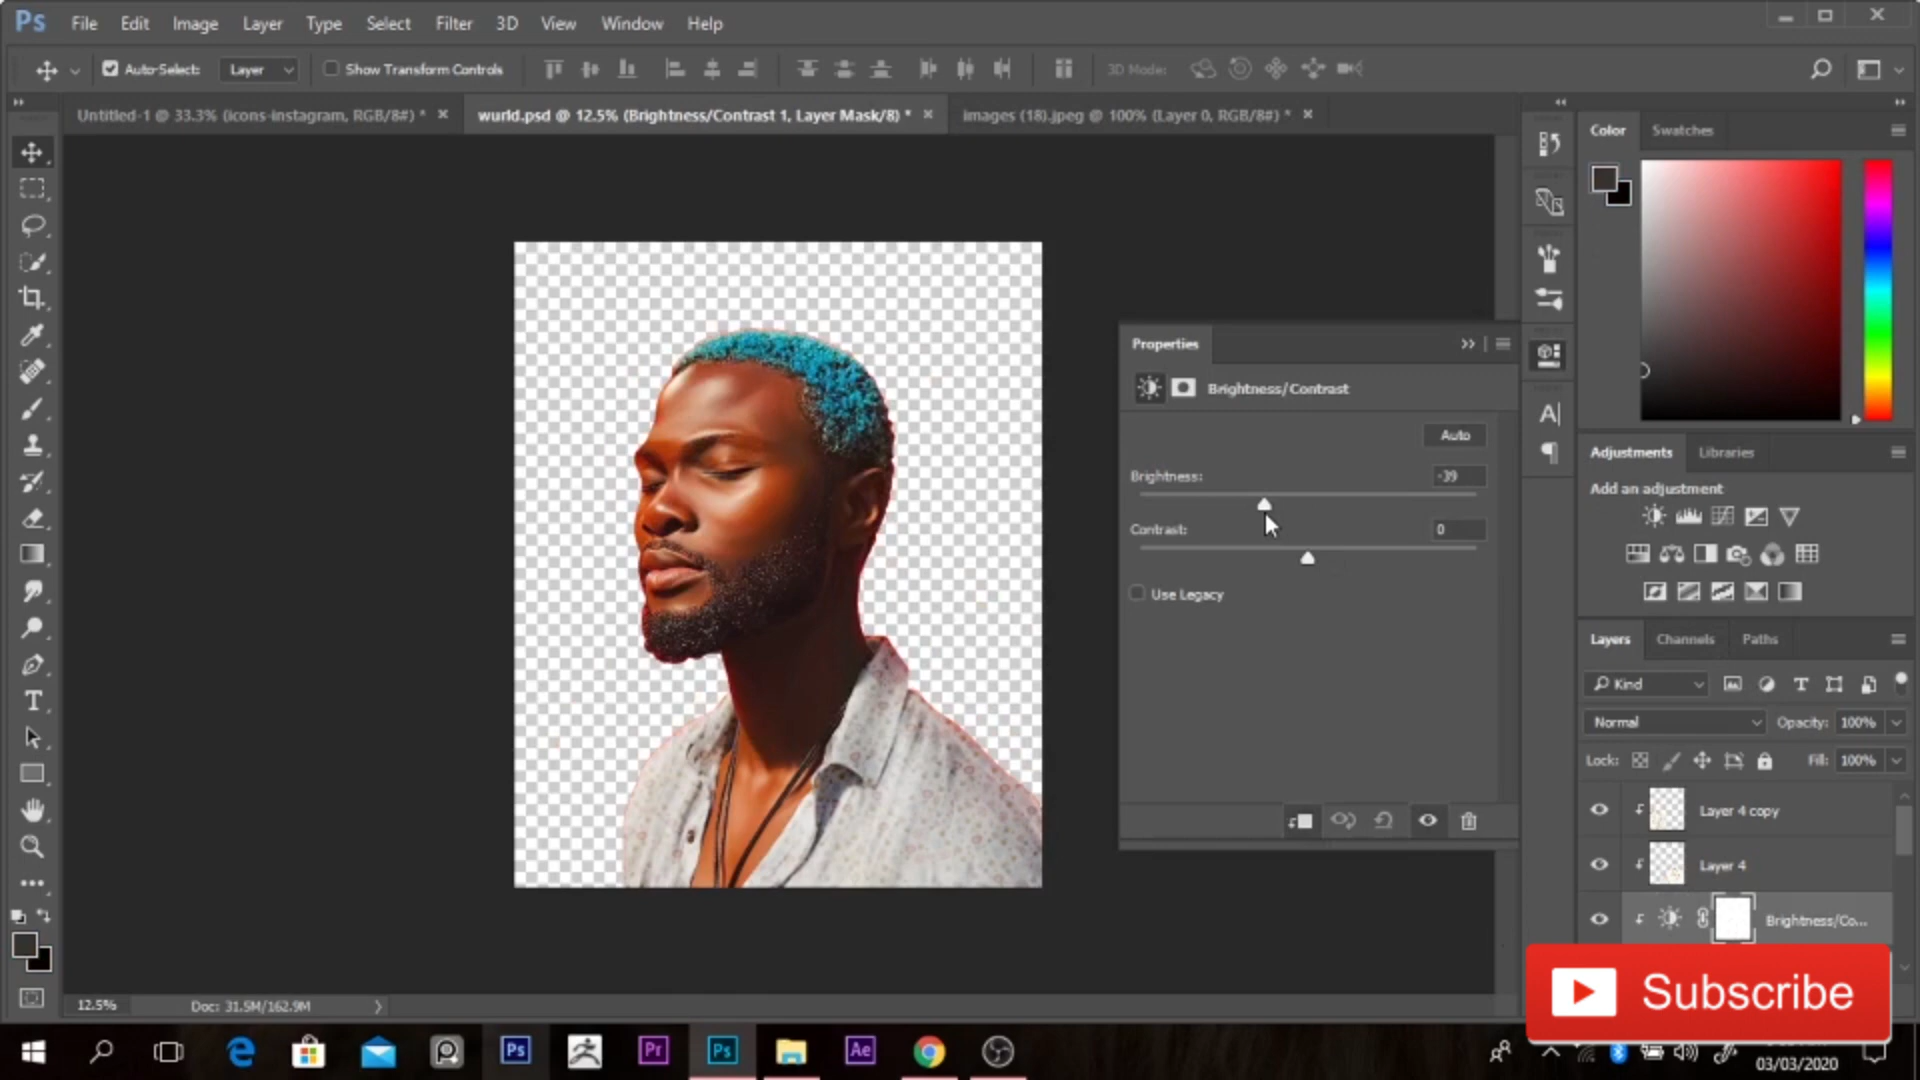 Ps File Edit Image Layer Type Select Filter 3D View Window Help
Auto-Select: Layer Show Transform Controls 3D Mode:
Untitled-1 @ 33.3% (icons-instagram, RGB/8#) * wurld.psd @ 12.5% (Brightness/Contrast 1, Layer Mask/8) * images (18).jpeg @ 100% (Layer 0, RGB/8#) *
Color Swatches
Properties
Brightness/Contrast
Auto
Brightness: -39
Contrast: 0
Use Legacy
Adjustments Libraries
Add an adjustment
Layers Channels Paths
Kind
Normal Opacity: 100%
Lock: Fill: 100%
Layer 4 copy
Layer 4
Brightness/Co...
Subscribe
12.5% Doc: 31.5M/162.9M
Ps Pr Ps Ae
03/03/2020